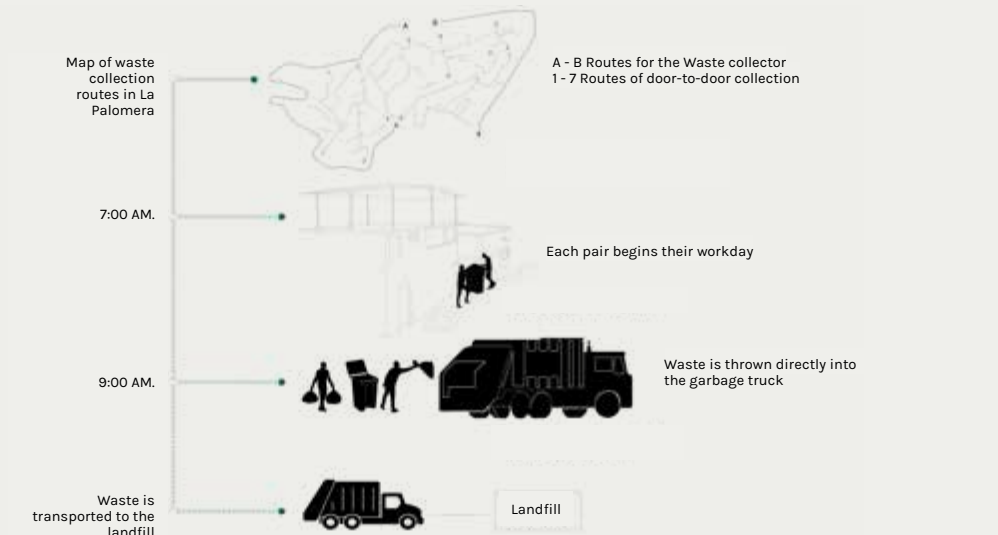 Map of waste
collection
routes in La
Palomera
A
B
A - B Routes for the Waste collector
1 - 7 Routes of door-to-door collection
7:00 AM.
Each pair begins their workday
9:00 AM.
Waste is thrown directly into
the garbage truck
Waste is
transported to the
landfill
Landfill